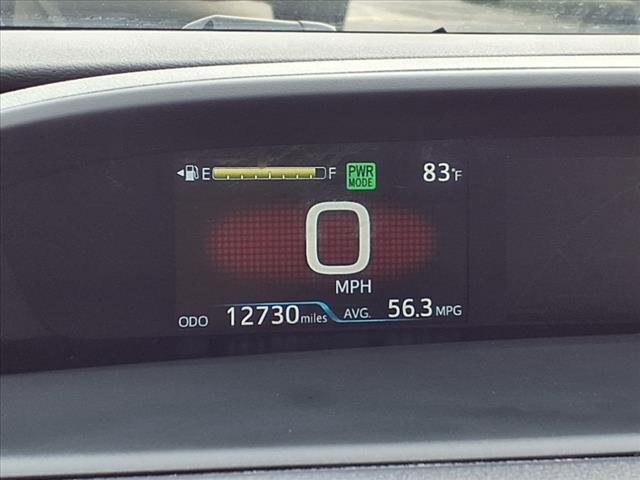 E F PWR MODE 83°F
0
MPH
ODO 12730 miles AVG. 56.3 MPG